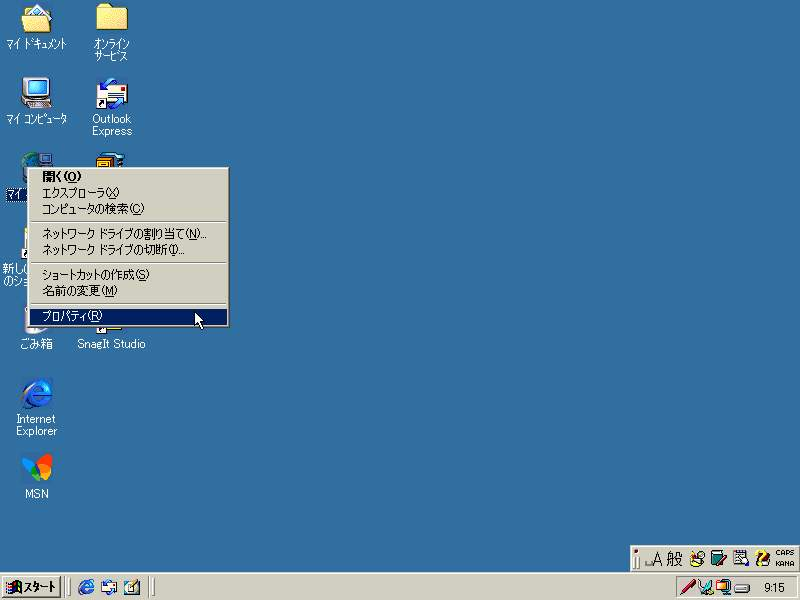 マイ ドキュメント
オンライン
サービス
マイ コンピュータ
Outlook
Express
マイ
開く(O)
エクスプローラ(X)
コンピュータの検索(C)
ネットワーク ドライブの割り当て(N)...
ネットワーク ドライブの切断(I)...
ショートカットの作成(S)
名前の変更(M)
プロパティ(R)
新し
のショ
ごみ箱
SnagIt Studio
Internet
Explorer
MSN
A 般
CAPS
KANA
スタート
9:15